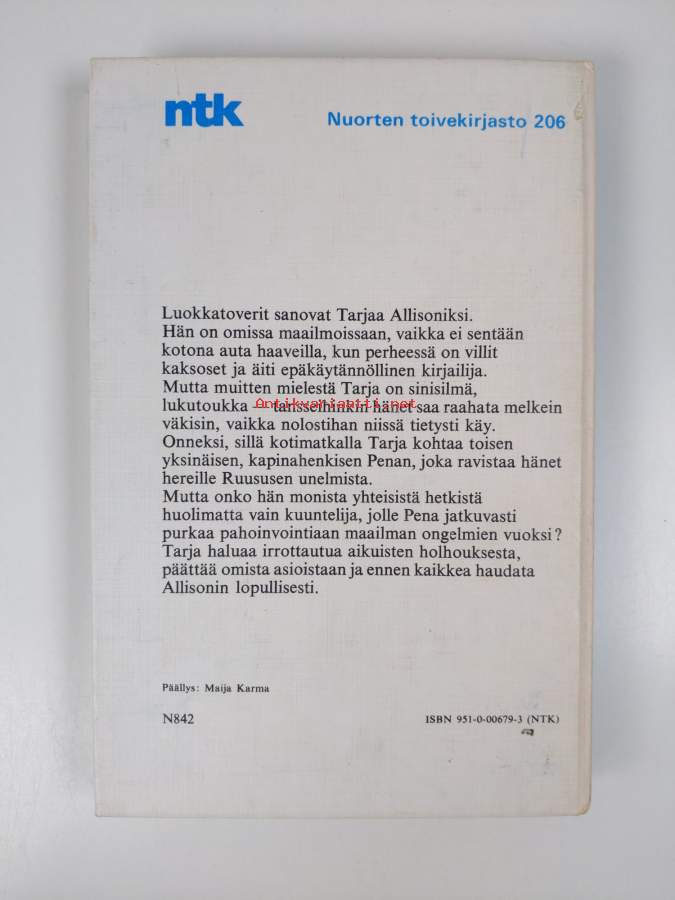 ntk
Nuorten toivekirjasto 206
Luokkatoverit sanovat Tarjaa Allisoniksi.
Hän on omissa maailmoissaan, vaikka ei sentään
kotona auta haaveilla, kun perheessä on villit
kaksoset ja äiti epäkäytännöllinen kirjailija.
Mutta muitten mielestä Tarja on sinisilmä,
lukutoukka — tansseihinkin hänet saa raahata melkein
Antikvariaatti.net
väkisin, vaikka nolostihan niissä tietysti käy.
Onneksi, sillä kotimatkalla Tarja kohtaa toisen
yksinäisen, kapinahenkisen Penan, joka ravistaa hänet
hereille Ruususen unelmista.
Mutta onko hän monista yhteisistä hetkistä
huolimatta vain kuuntelija, jolle Pena jatkuvasti
purkaa pahoinvointiaan maailman ongelmien vuoksi?
Tarja haluaa irrottautua aikuisten holhouksesta,
päättää omista asioistaan ja ennen kaikkea haudata
Allisonin lopullisesti.
Päällys: Maija Karma
N842
ISBN 951-0-00679-3 (NTK)